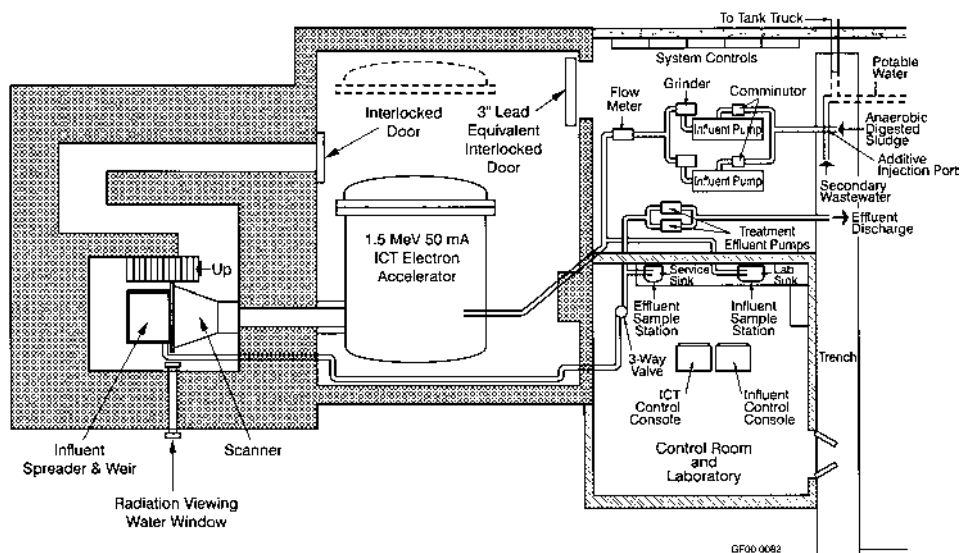 To Tank Truck
System Controls
Potable
Water
Grinder
Comminutor
Flow
Meter
Interlocked
Door
3" Lead
Equivalent
Interlocked
Door
Influent Pump
Anaerobic
Digested
Sludge
Additive
Injection Port
Influent Pump
Secondary
Wastewater
Effluent
Discharge
Treatment
Effluent Pumps
1.5 MeV 50 mA
ICT Electron
Accelerator
Up
Service
Sink
Lab
Sink
Effluent
Sample
Station
Influent
Sample
Station
3-Way
Valve
Trench
ICT
Control
Console
Influent
Control
Console
Influent
Spreader & Weir
Scanner
Control Room
and
Laboratory
Radiation Viewing
Water Window
GF00 0082